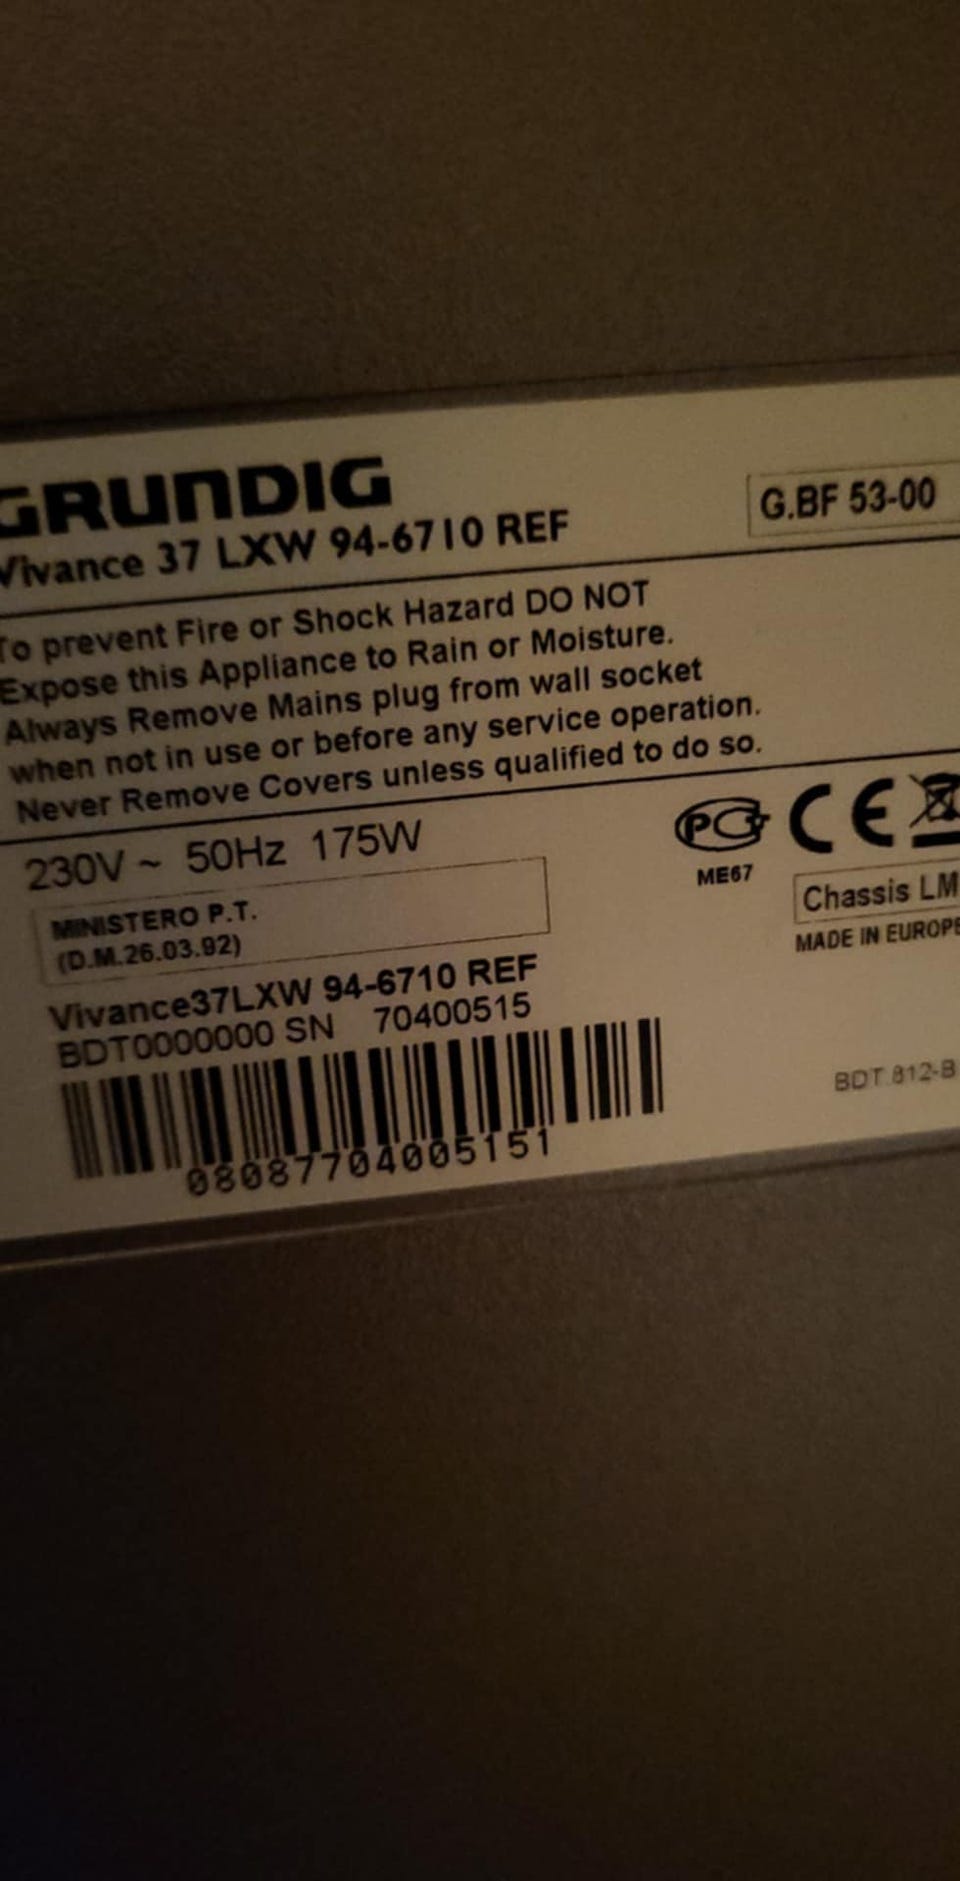 GRUNDIG
Vivance 37 LXW 94-6710 REF
G.BF 53-00
To prevent Fire or Shock Hazard DO NOT
Expose this Appliance to Rain or Moisture.
Always Remove Mains plug from wall socket
when not in use or before any service operation.
Never Remove Covers unless qualified to do so.
230V ~ 50Hz 175W
MINISTERO P.T.
(D.M.26.03.92)
PCT
ME67
CE
Chassis LM
MADE IN EUROPE
Vivance37LXW 94-6710 REF
BDT0000000 SN 70400515
08087704005151
BDT.812-B